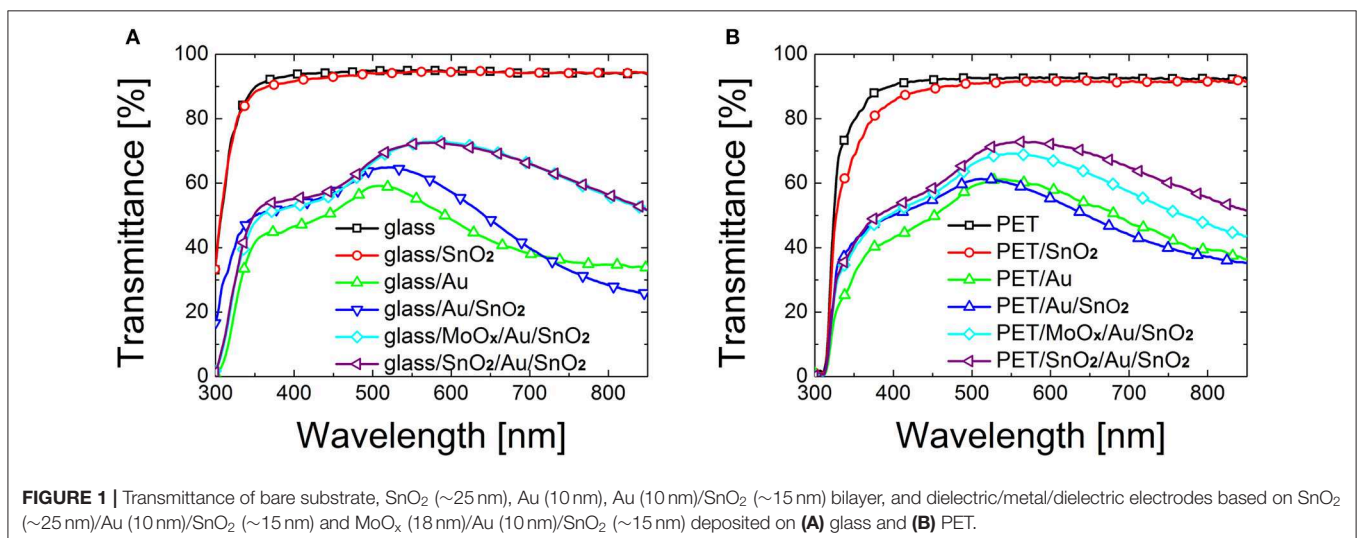 A
Transmittance [%]
100
80
60
40
20
0
glass
glass/SnO₂
glass/Au
glass/Au/SnO₂
glass/MoOₓ/Au/SnO₂
glass/SnO₂/Au/SnO₂
300 400 500 600 700 800
Wavelength [nm]
B
Transmittance [%]
100
80
60
40
20
0
PET
PET/SnO₂
PET/Au
PET/Au/SnO₂
PET/MoOₓ/Au/SnO₂
PET/SnO₂/Au/SnO₂
300 400 500 600 700 800
Wavelength [nm]
FIGURE 1 | Transmittance of bare substrate, SnO₂ (∼25 nm), Au (10 nm), Au (10 nm)/SnO₂ (∼15 nm) bilayer, and dielectric/metal/dielectric electrodes based on SnO₂
(∼25 nm)/Au (10 nm)/SnO₂ (∼15 nm) and MoOₓ (18 nm)/Au (10 nm)/SnO₂ (∼15 nm) deposited on (A) glass and (B) PET.